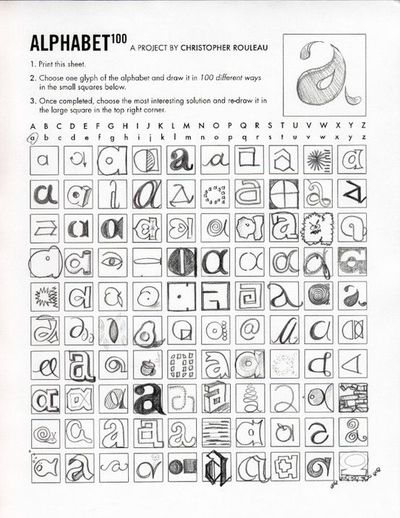 ALPHABET100 A PROJECT BY CHRISTOPHER ROULEAU
1. Print this sheet.
2. Choose one glyph of the alphabet and draw it in 100 different ways
in the small squares below.
3. Once completed, choose the most interesting solution and re-draw it in
the large square in the top right corner.
A B C D E F G H I J K L M N O P Q R S T U V W X Y Z
a b c d e f g h i j k l m n o p q r s t u v w x y z